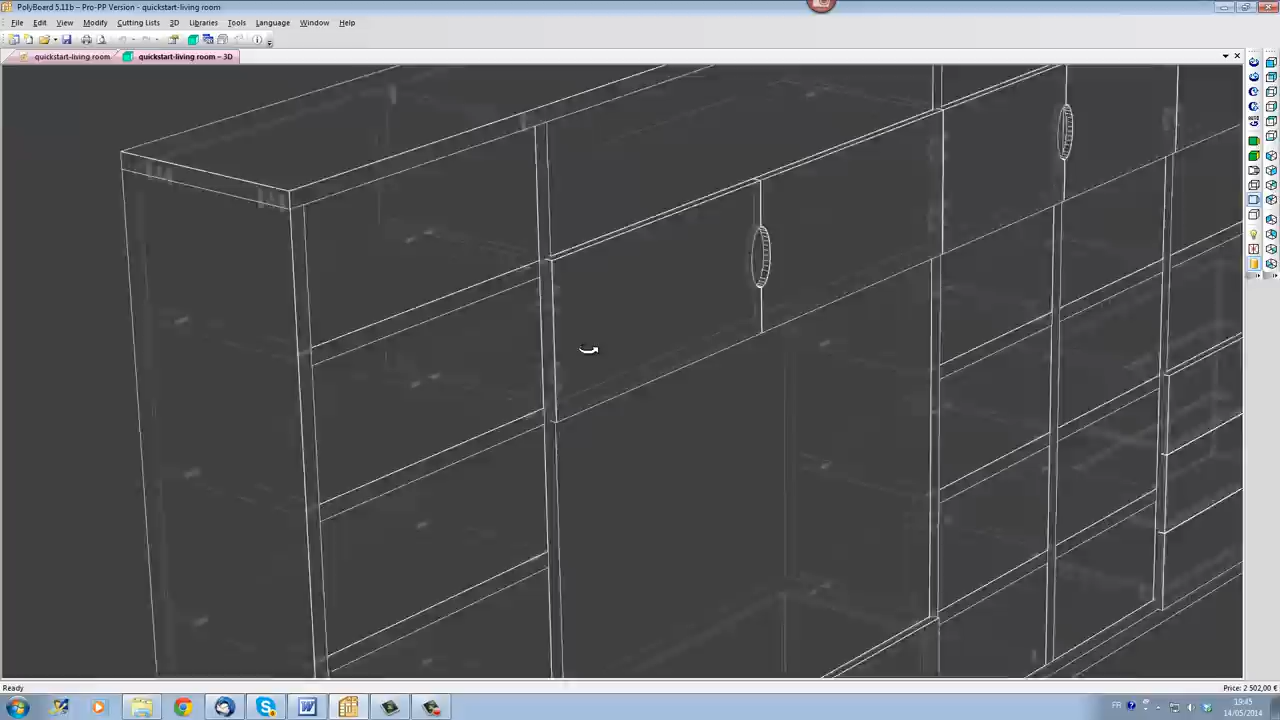 PolyBoard 5.11b – Pro-PP Version - quickstart-living room
File Edit View Modify Cutting Lists 3D Libraries Tools Language Window Help
quickstart-living room quickstart-living room – 3D
AUTO
Ready Price: 2 502,00 €
FR 19:45
14/05/2014